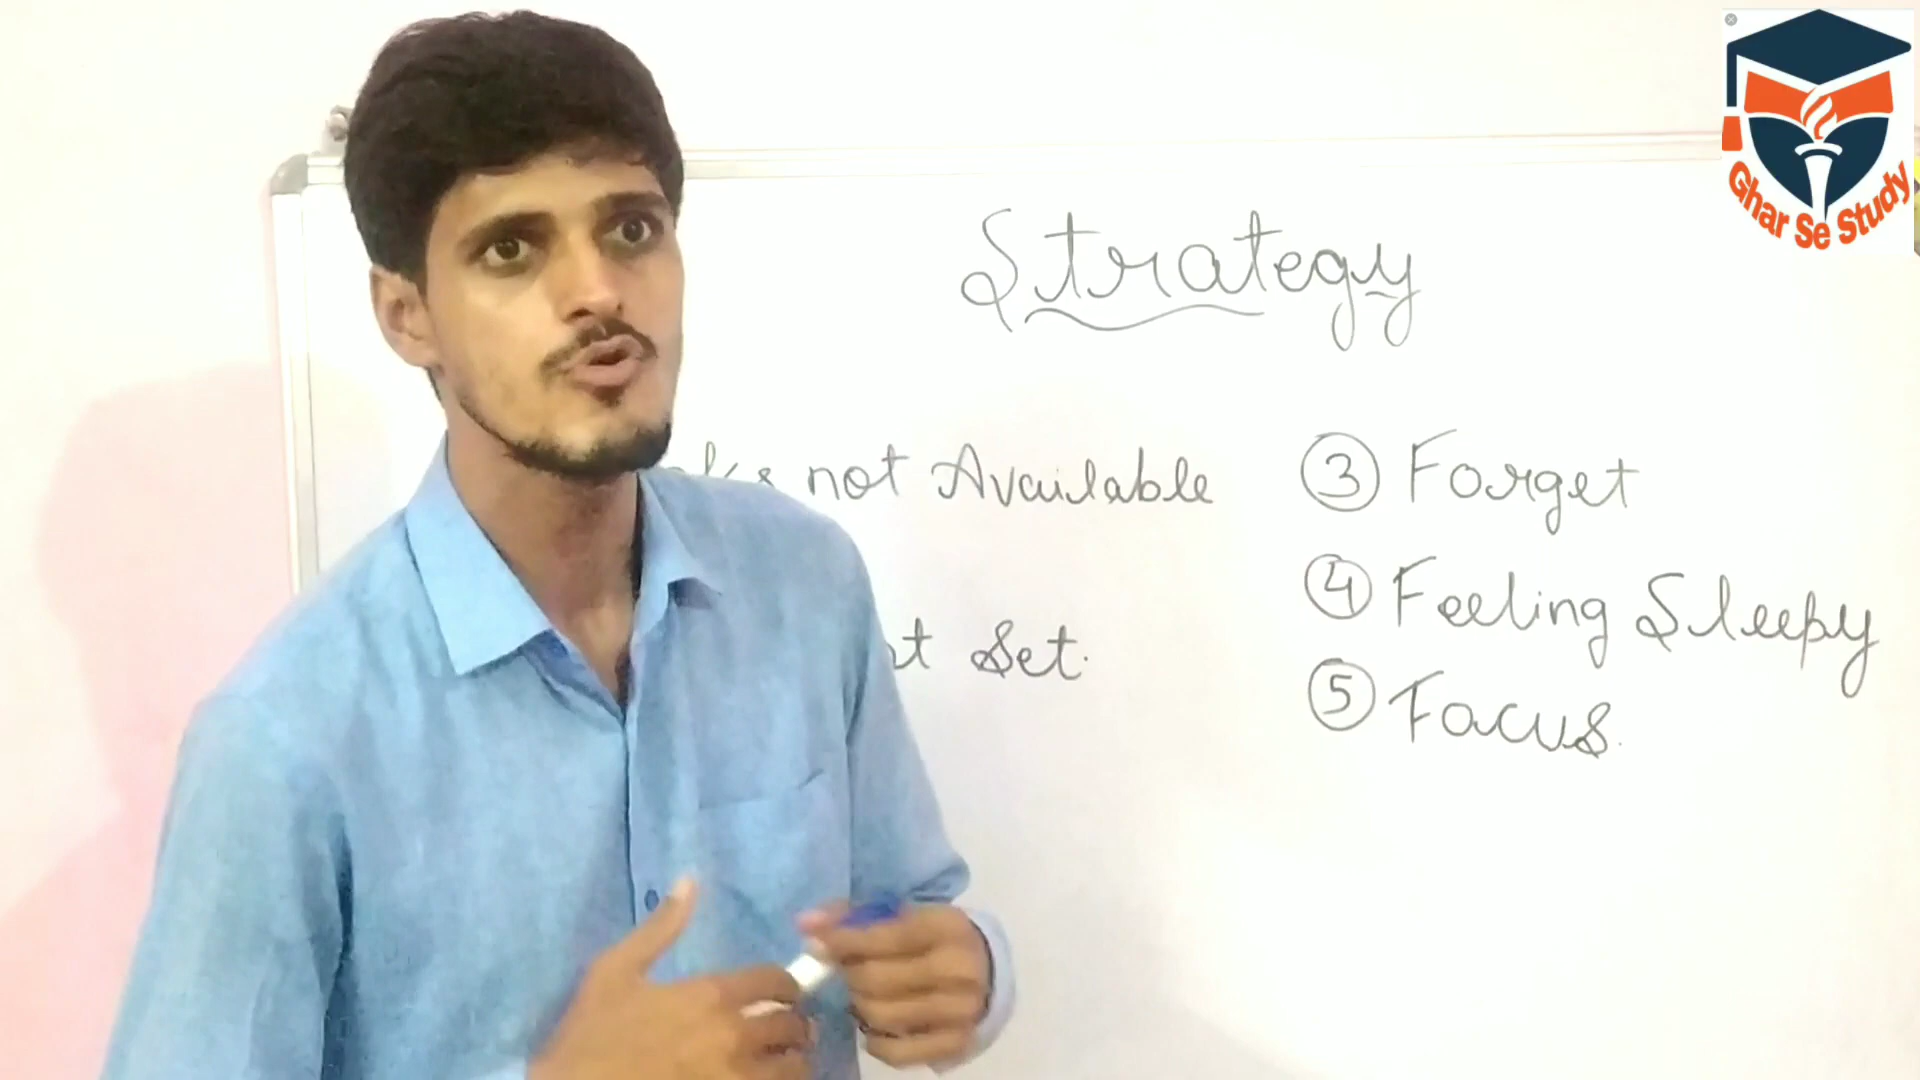 Strategy
not Available
Set.
③ Forget
④ Feeling Sleepy
⑤ Focus.
Ghar Se Study